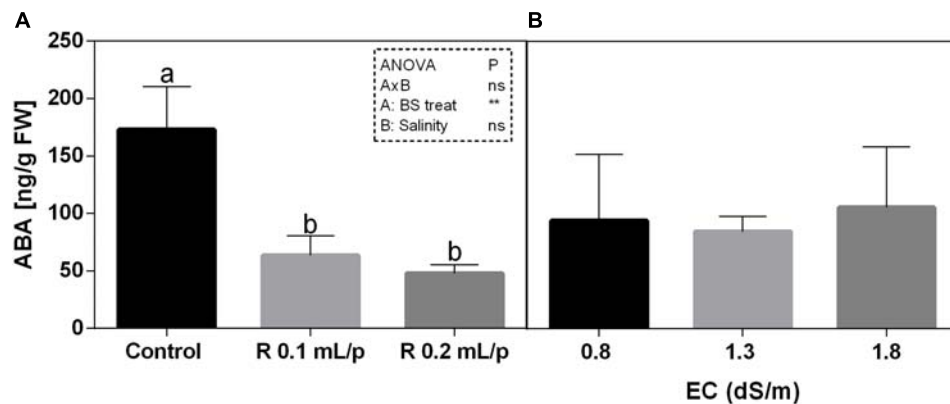 A
B
ABA [ng/g FW]
250
200
150
100
50
0
a
b
b
ANOVA P
AxB ns
A: BS treat **
B: Salinity ns
Control R 0.1 mL/p R 0.2 mL/p
0.8 1.3 1.8
EC (dS/m)